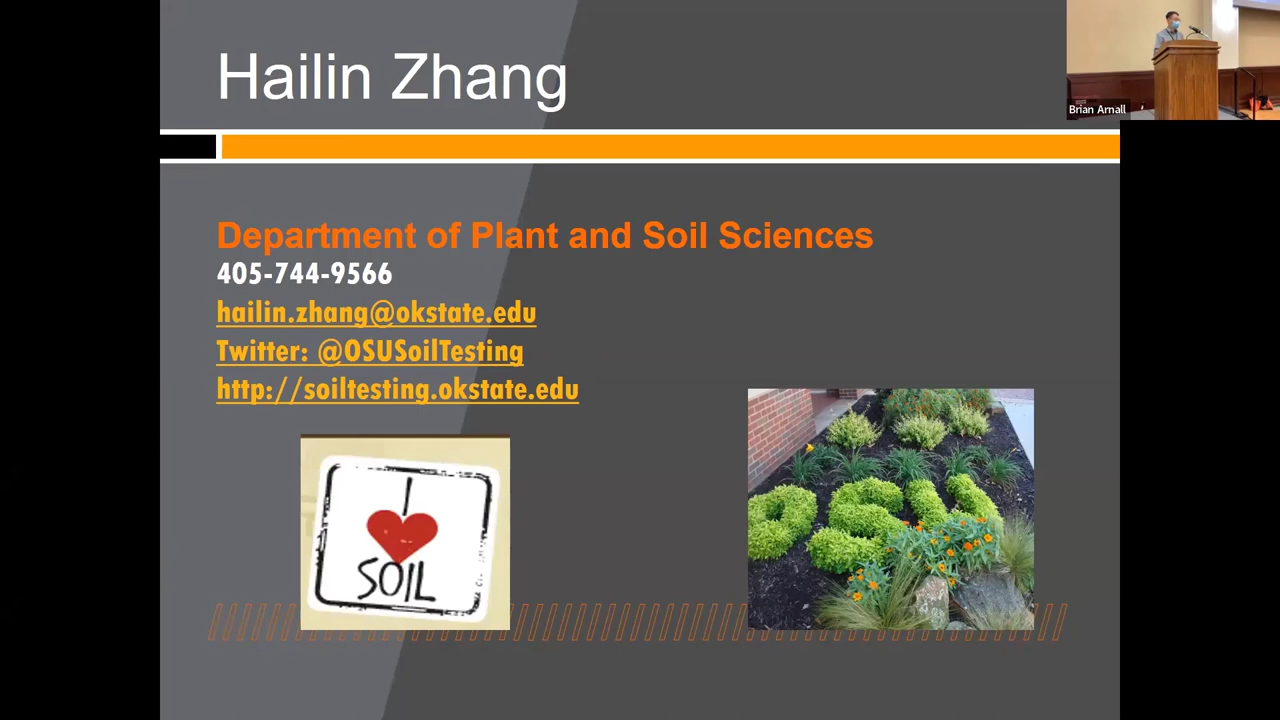 Hailin Zhang
Brian Arnall
Department of Plant and Soil Sciences
405-744-9566
hailin.zhang@okstate.edu
Twitter: @OSUSoilTesting
http://soiltesting.okstate.edu
I
SOIL
OSU